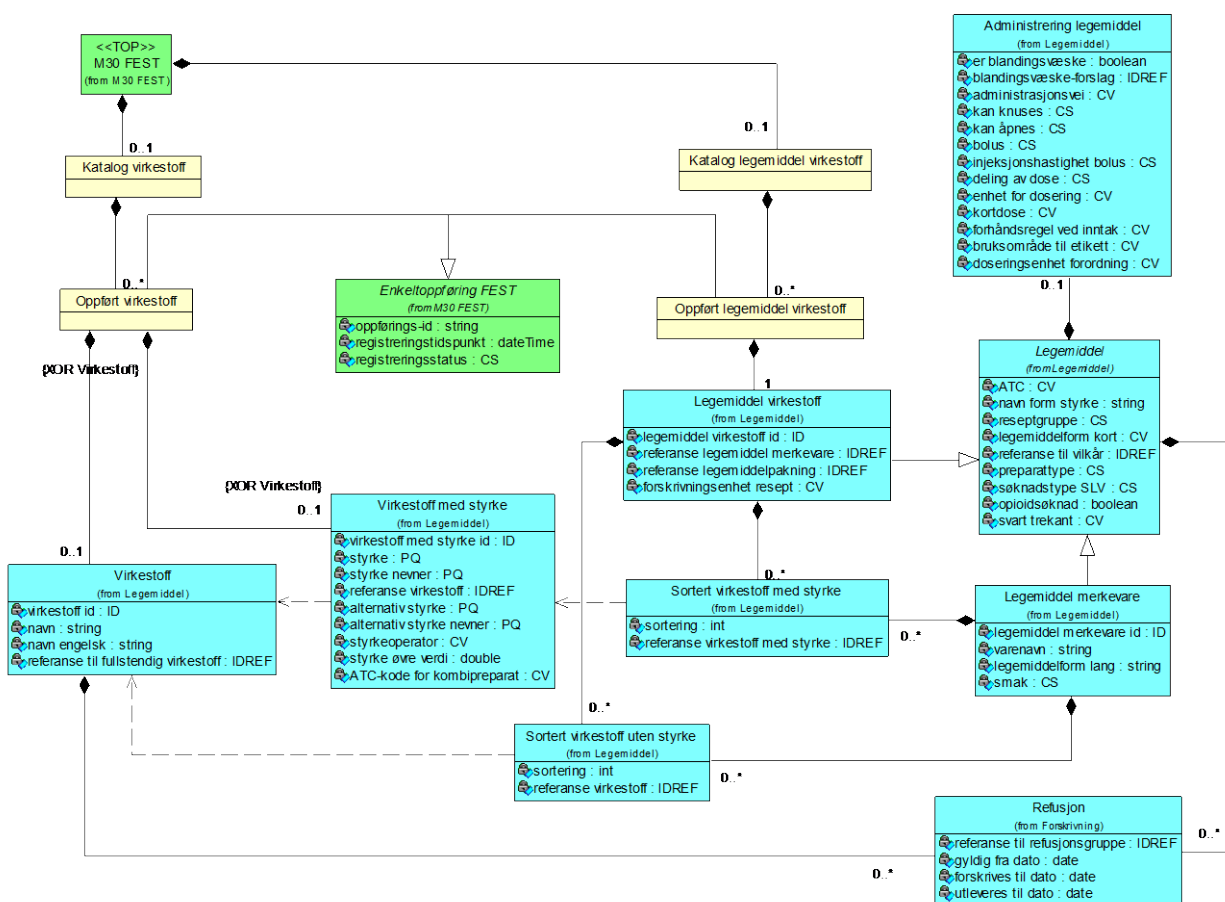 <<TOP>>
M30 FEST
(from M30 FEST)
0..1
Katalog virkestoff
0..1
Katalog legemiddel virkestoff
Administrering legemiddel
(from Legemiddel)
er blandingsvæske : boolean
blandingsvæske-forslag : IDREF
administrasjonsvei : CV
kan knuses : CS
kan åpnes : CS
bolus : CS
injeksjonshastighet bolus : CS
deling av dose : CS
enhet for dosering : CV
kortdose : CV
forhåndsregel ved inntak : CV
bruksområde til etikett : CV
doseringsenhet forordning : CV
0..1
0..*
Oppført virkestoff
{XOR Virkestoff}
Enkeltoppføring FEST
(from M30 FEST)
oppførings-id : string
registreringstidspunkt : dateTime
registreringsstatus : CS
0..*
Oppført legemiddel virkestoff
1
Legemiddel virkestoff
(from Legemiddel)
legemiddel virkestoff id : ID
referanse legemiddel merkevare : IDREF
referanse legemiddelpakning : IDREF
forskrivningsenhet resept : CV
Legemiddel
(from Legemiddel)
ATC : CV
navn form styrke : string
reseptgruppe : CS
legemiddelform kort : CV
referanse til vilkår : IDREF
preparattype : CS
søknadstype SLV : CS
opioidsøknad : boolean
svart trekant : CV
{XOR Virkestoff}
0..1
Virkestoff med styrke
(from Legemiddel)
virkestoff med styrke id : ID
styrke : PQ
styrke nevner : PQ
referanse virkestoff : IDREF
alternativ styrke : PQ
alternativ styrke nevner : PQ
styrkeoperator : CV
styrke øvre verdi : double
ATC-kode for kombipreparat : CV
0..1
Virkestoff
(from Legemiddel)
virkestoff id : ID
navn : string
navn engelsk : string
referanse til fullstendig virkestoff : IDREF
0..*
Sortert virkestoff med styrke
(from Legemiddel)
sortering : int
referanse virkestoff med styrke : IDREF
0..*
Legemiddel merkevare
(from Legemiddel)
legemiddel merkevare id : ID
varenavn : string
legemiddelform lang : string
smak : CS
0..*
Sortert virkestoff uten styrke
(from Legemiddel)
sortering : int
referanse virkestoff : IDREF
0..*
Refusjon
(from Forskrivning)
referanse til refusjonsgruppe : IDREF
gyldig fra dato : date
forskrives til dato : date
utleveres til dato : date
0..*
0..*